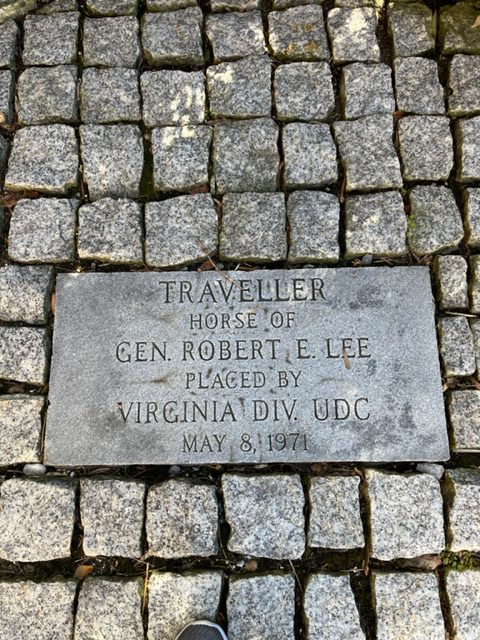 TRAVELLER
HORSE OF
GEN. ROBERT E. LEE
PLACED BY
VIRGINIA DIV. UDC
MAY 8, 1971